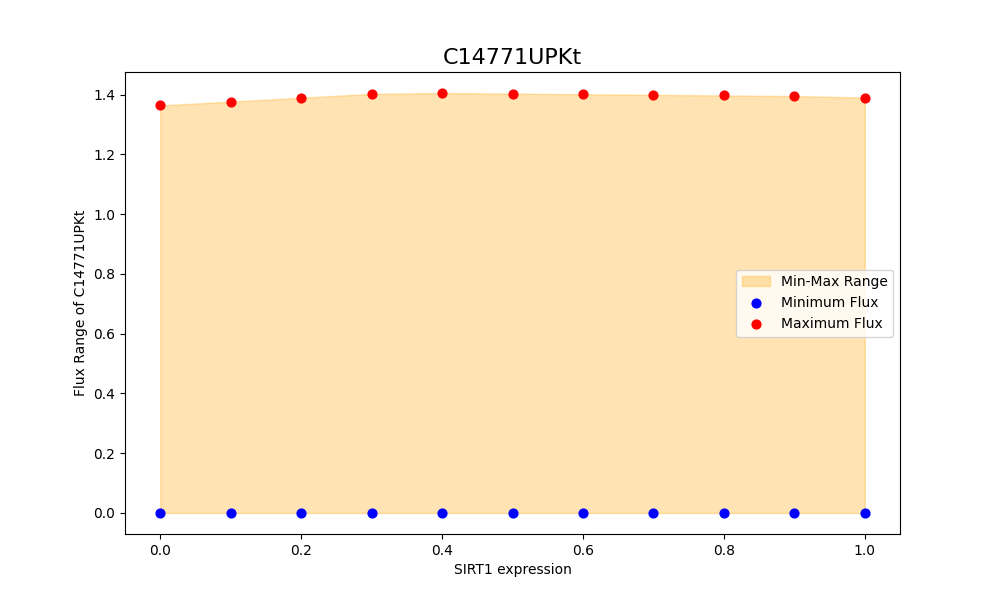 C14771UPKt
Flux Range of C14771UPKt
1.4
1.2
1.0
0.8
0.6
0.4
0.2
0.0
Min-Max Range
Minimum Flux
Maximum Flux
0.0 0.2 0.4 0.6 0.8 1.0
SIRT1 expression